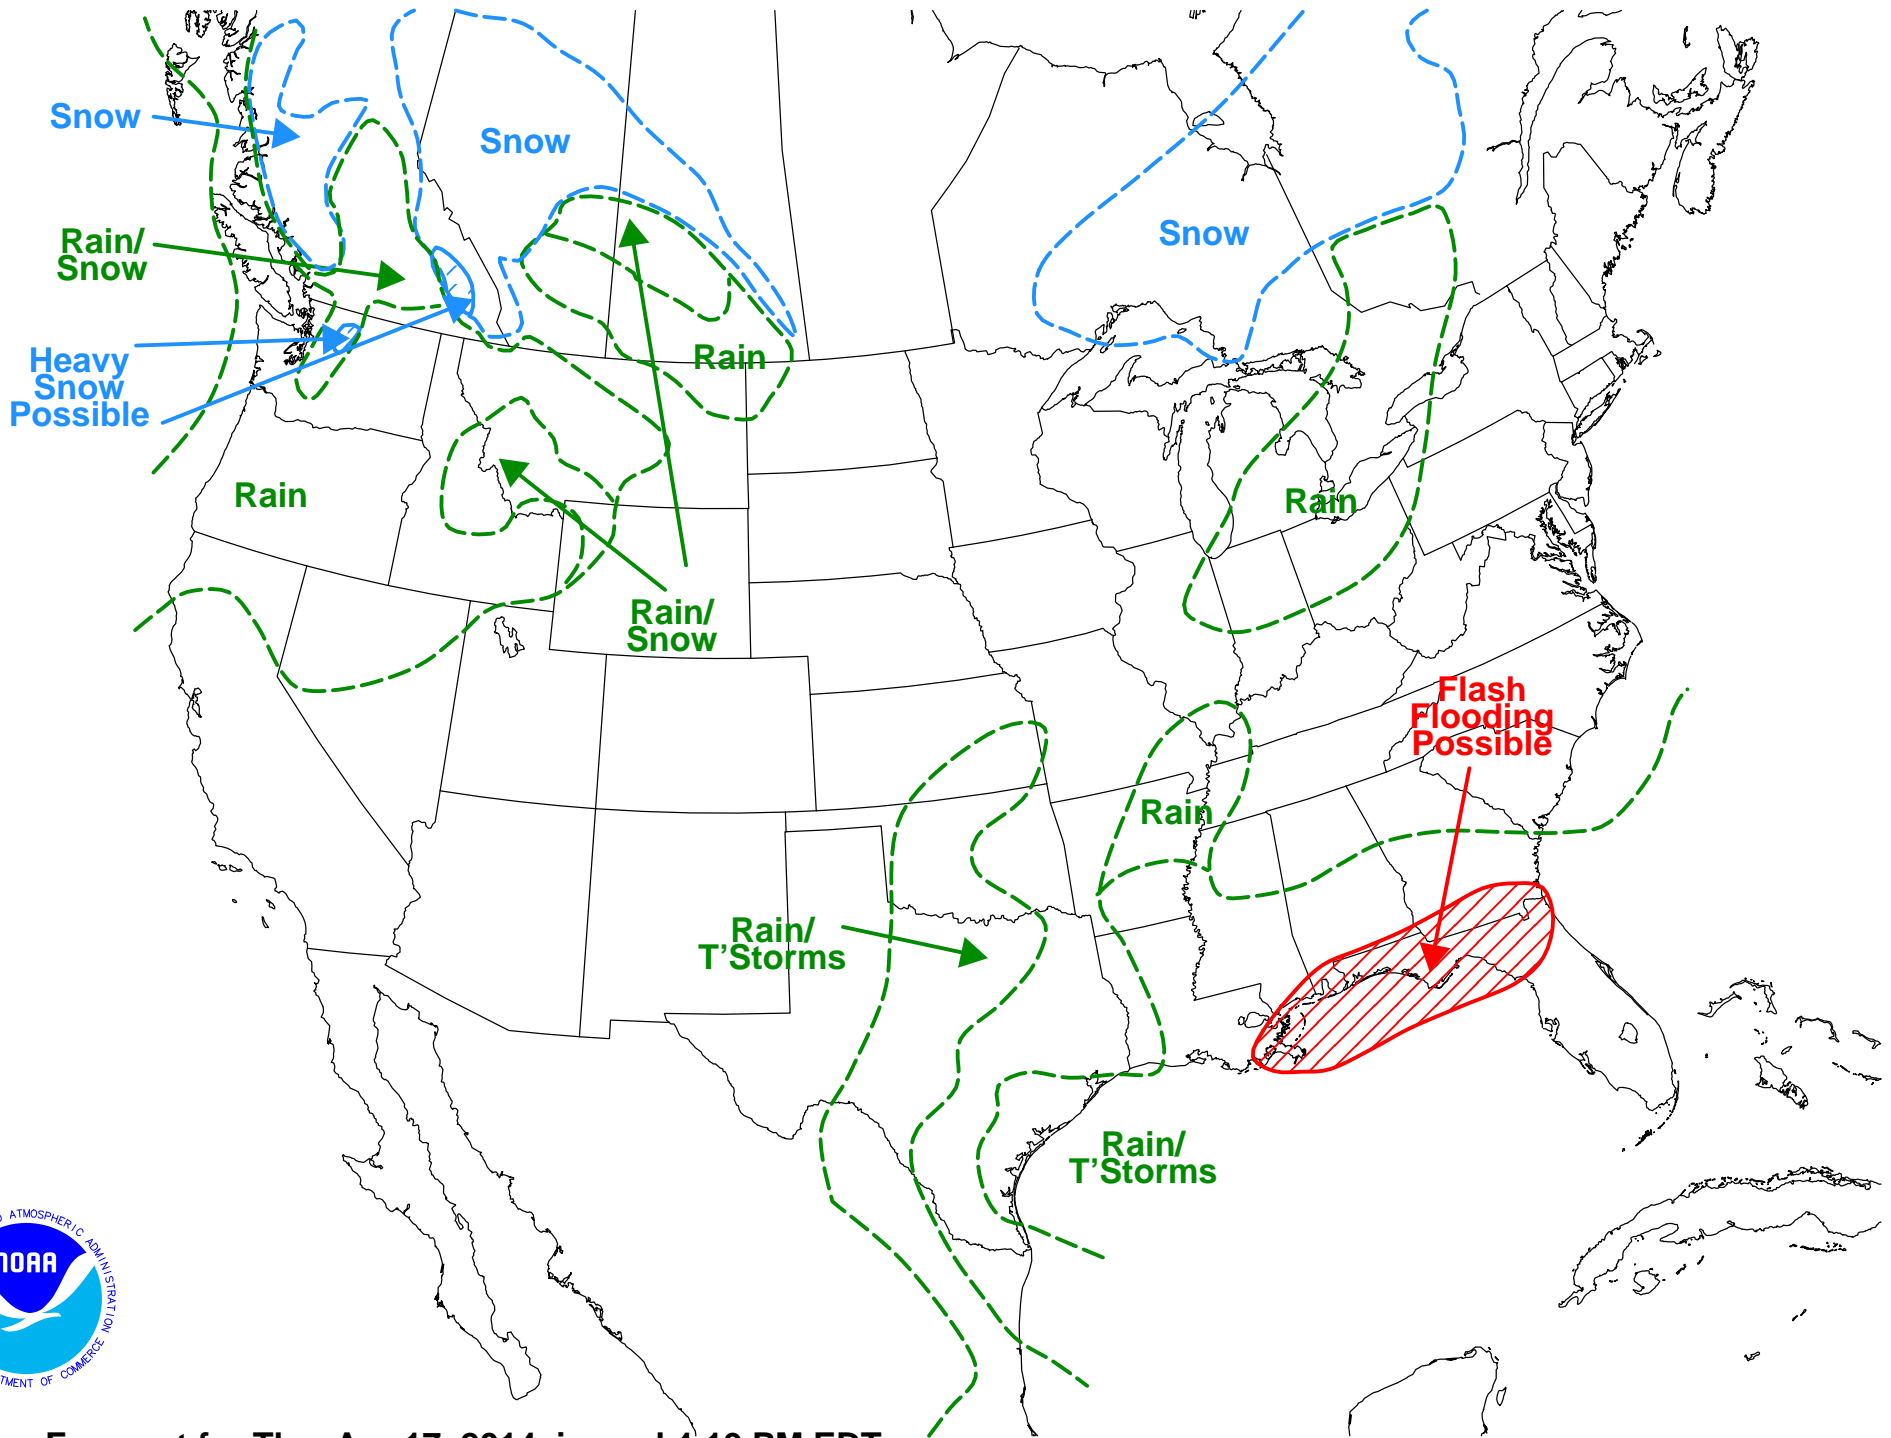 Snow
Snow
Rain/
Snow
Snow
Heavy
Snow
Possible
Rain
Rain
Rain
Rain/
Snow
Flash
Flooding
Possible
Rain
Rain/
T'Storms
Rain/
T'Storms
ATMOSPHERIC ADMINISTRATION
NOAA
OF COMMERCE